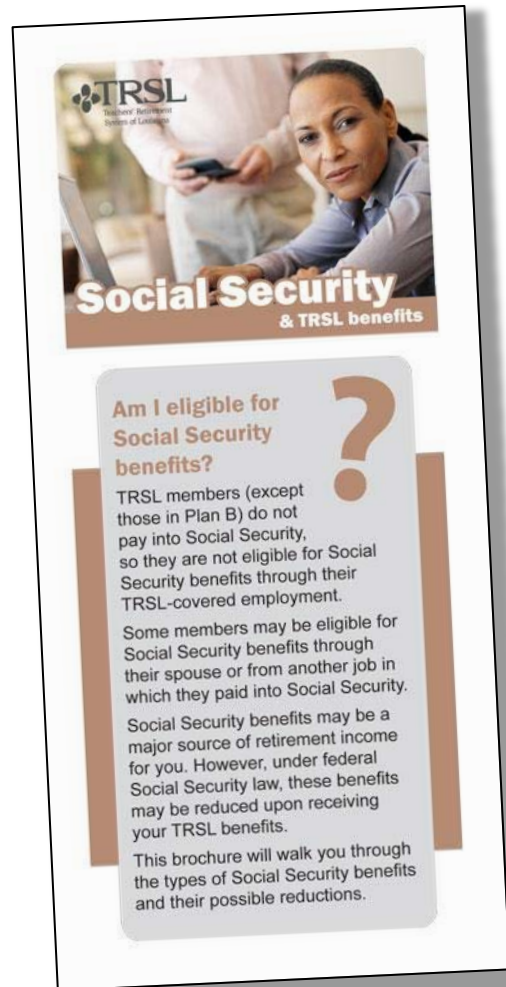 TRSL
Teachers' Retirement
System of Louisiana
Social Security
& TRSL benefits
Am I eligible for
Social Security
benefits?
?
TRSL members (except
those in Plan B) do not
pay into Social Security,
so they are not eligible for Social
Security benefits through their
TRSL-covered employment.
Some members may be eligible for
Social Security benefits through
their spouse or from another job in
which they paid into Social Security.
Social Security benefits may be a
major source of retirement income
for you. However, under federal
Social Security law, these benefits
may be reduced upon receiving
your TRSL benefits.
This brochure will walk you through
the types of Social Security benefits
and their possible reductions.